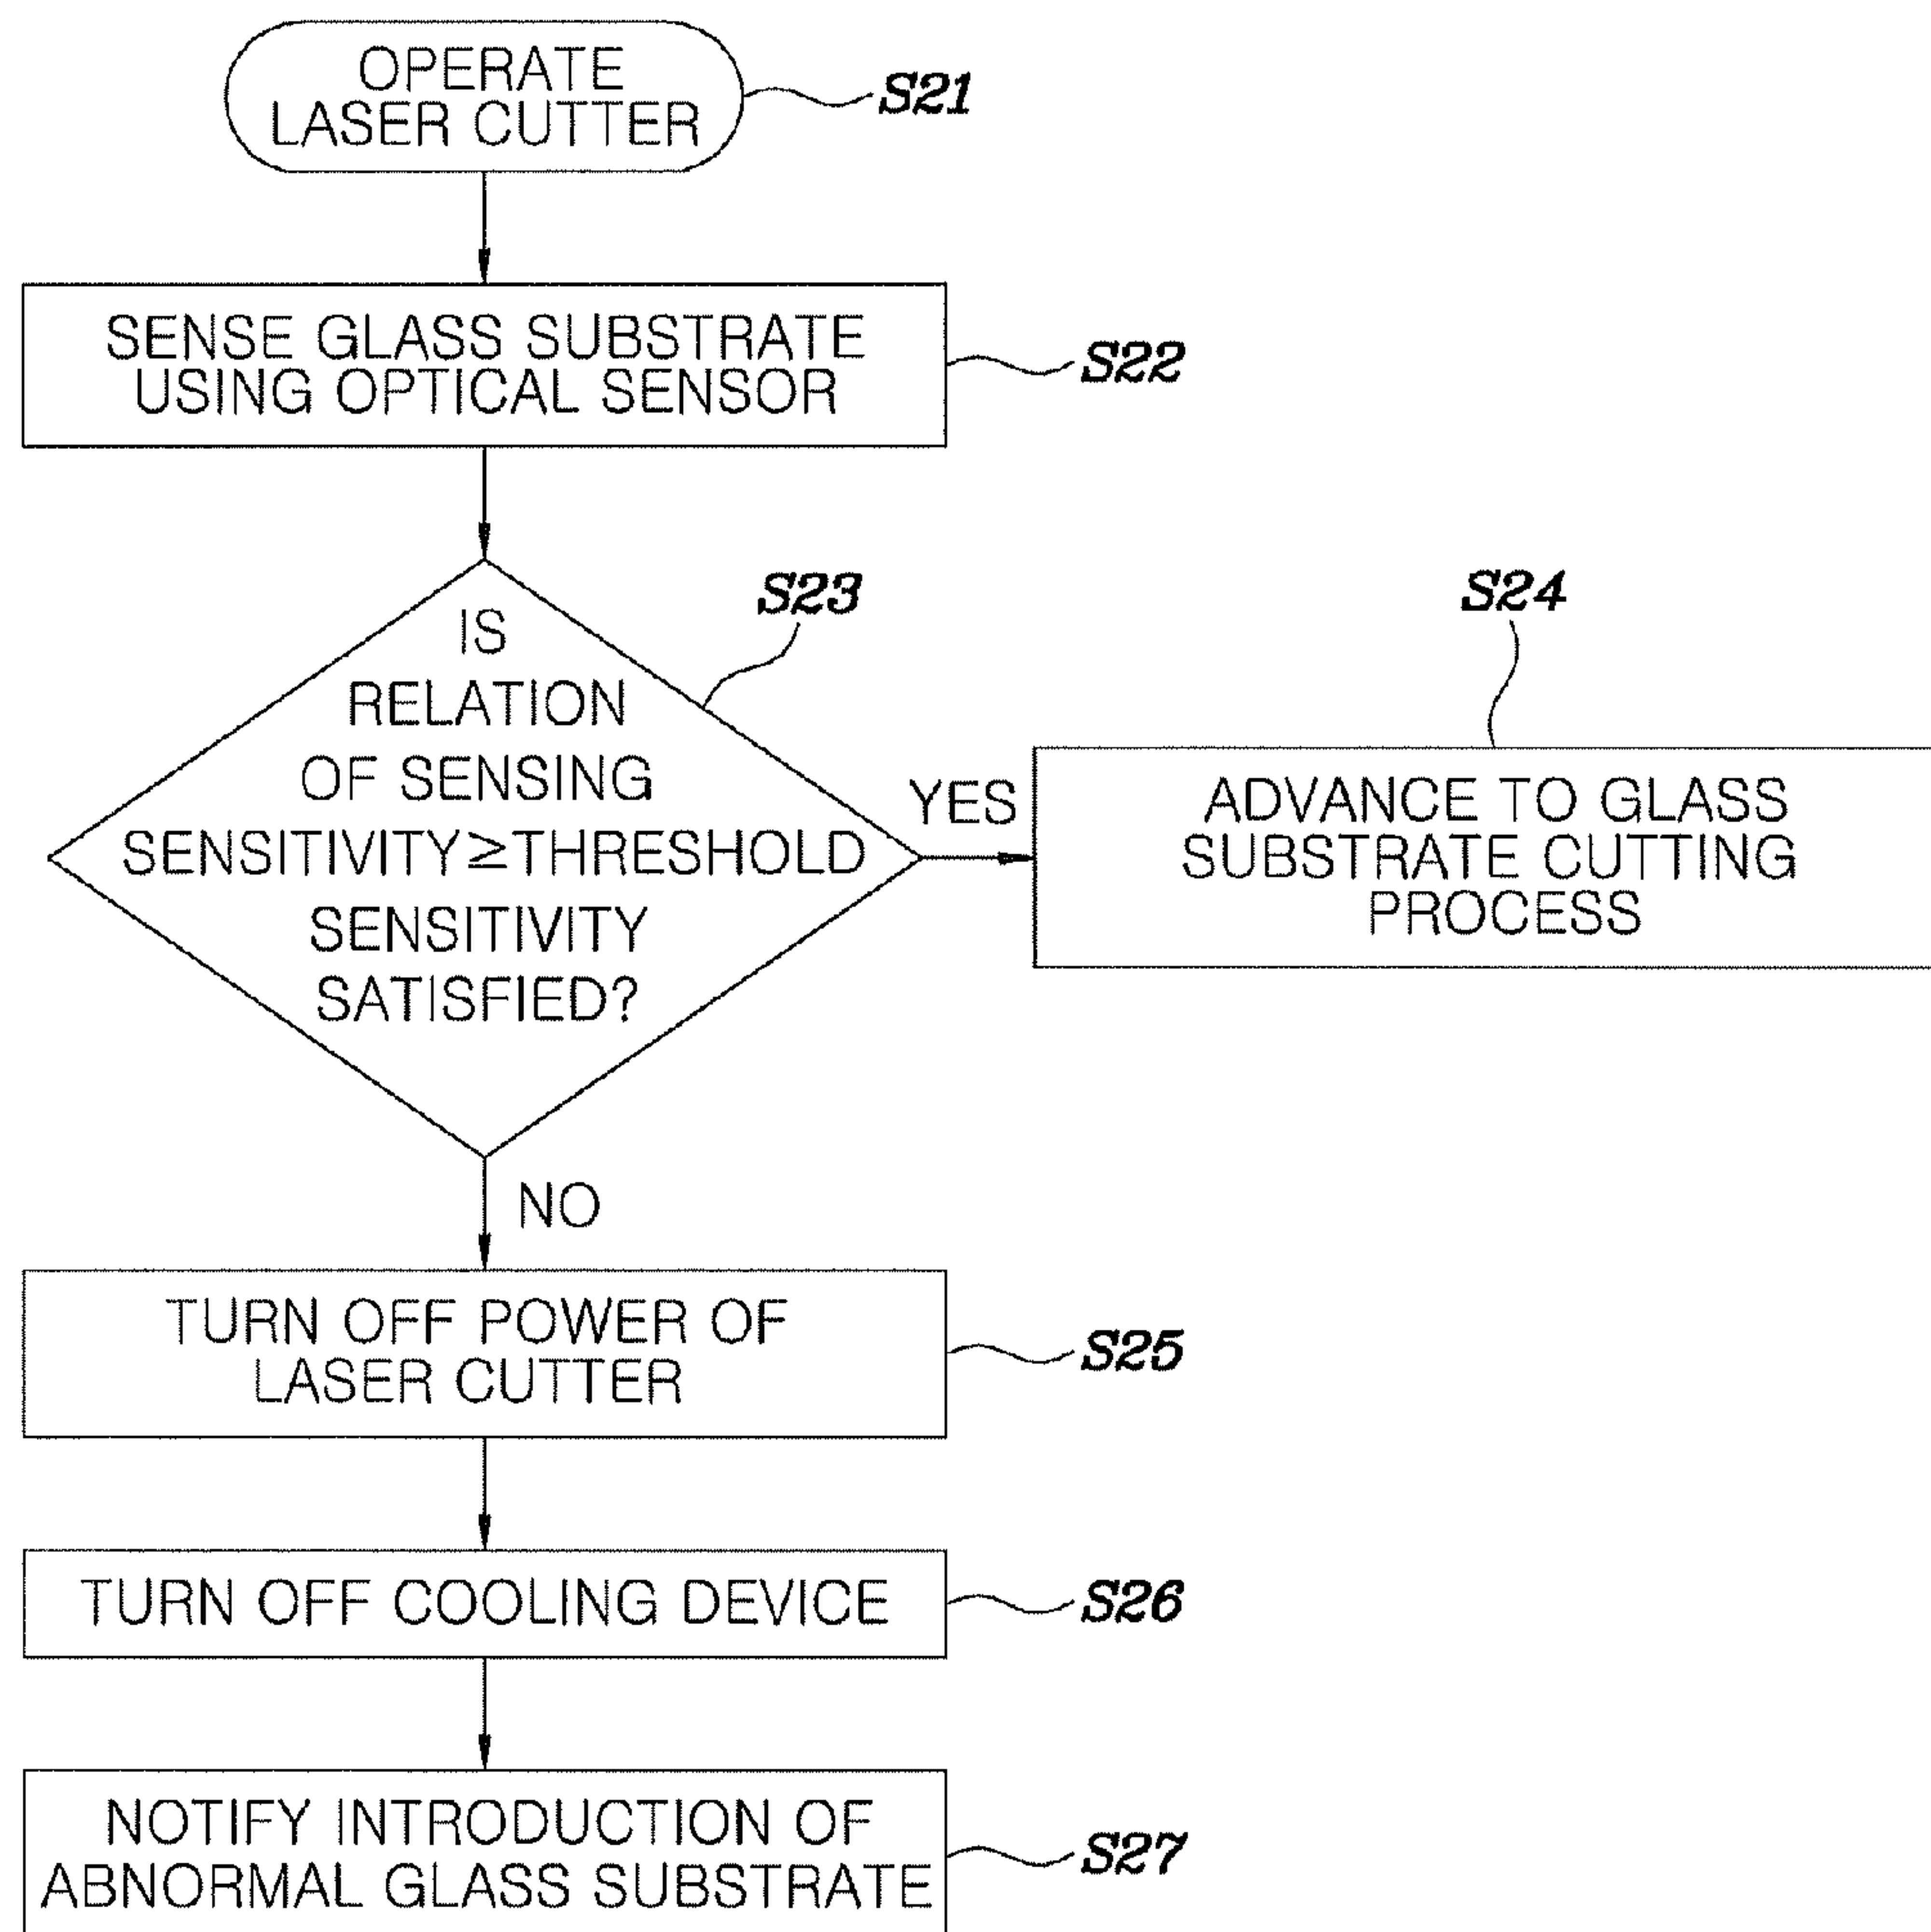 OPERATE
LASER CUTTER
S21
SENSE GLASS SUBSTRATE
USING OPTICAL SENSOR
S22
S23
IS
RELATION
OF SENSING
SENSITIVITY≥THRESHOLD
SENSITIVITY
SATISFIED?
YES
S24
ADVANCE TO GLASS
SUBSTRATE CUTTING
PROCESS
NO
TURN OFF POWER OF
LASER CUTTER
S25
TURN OFF COOLING DEVICE
S26
NOTIFY INTRODUCTION OF
ABNORMAL GLASS SUBSTRATE
S27